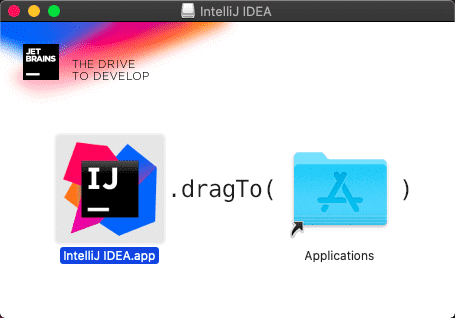 IntelliJ IDEA
JET
BRAINS
THE DRIVE
TO DEVELOP
IJ
.dragTo( )
IntelliJ IDEA.app
Applications